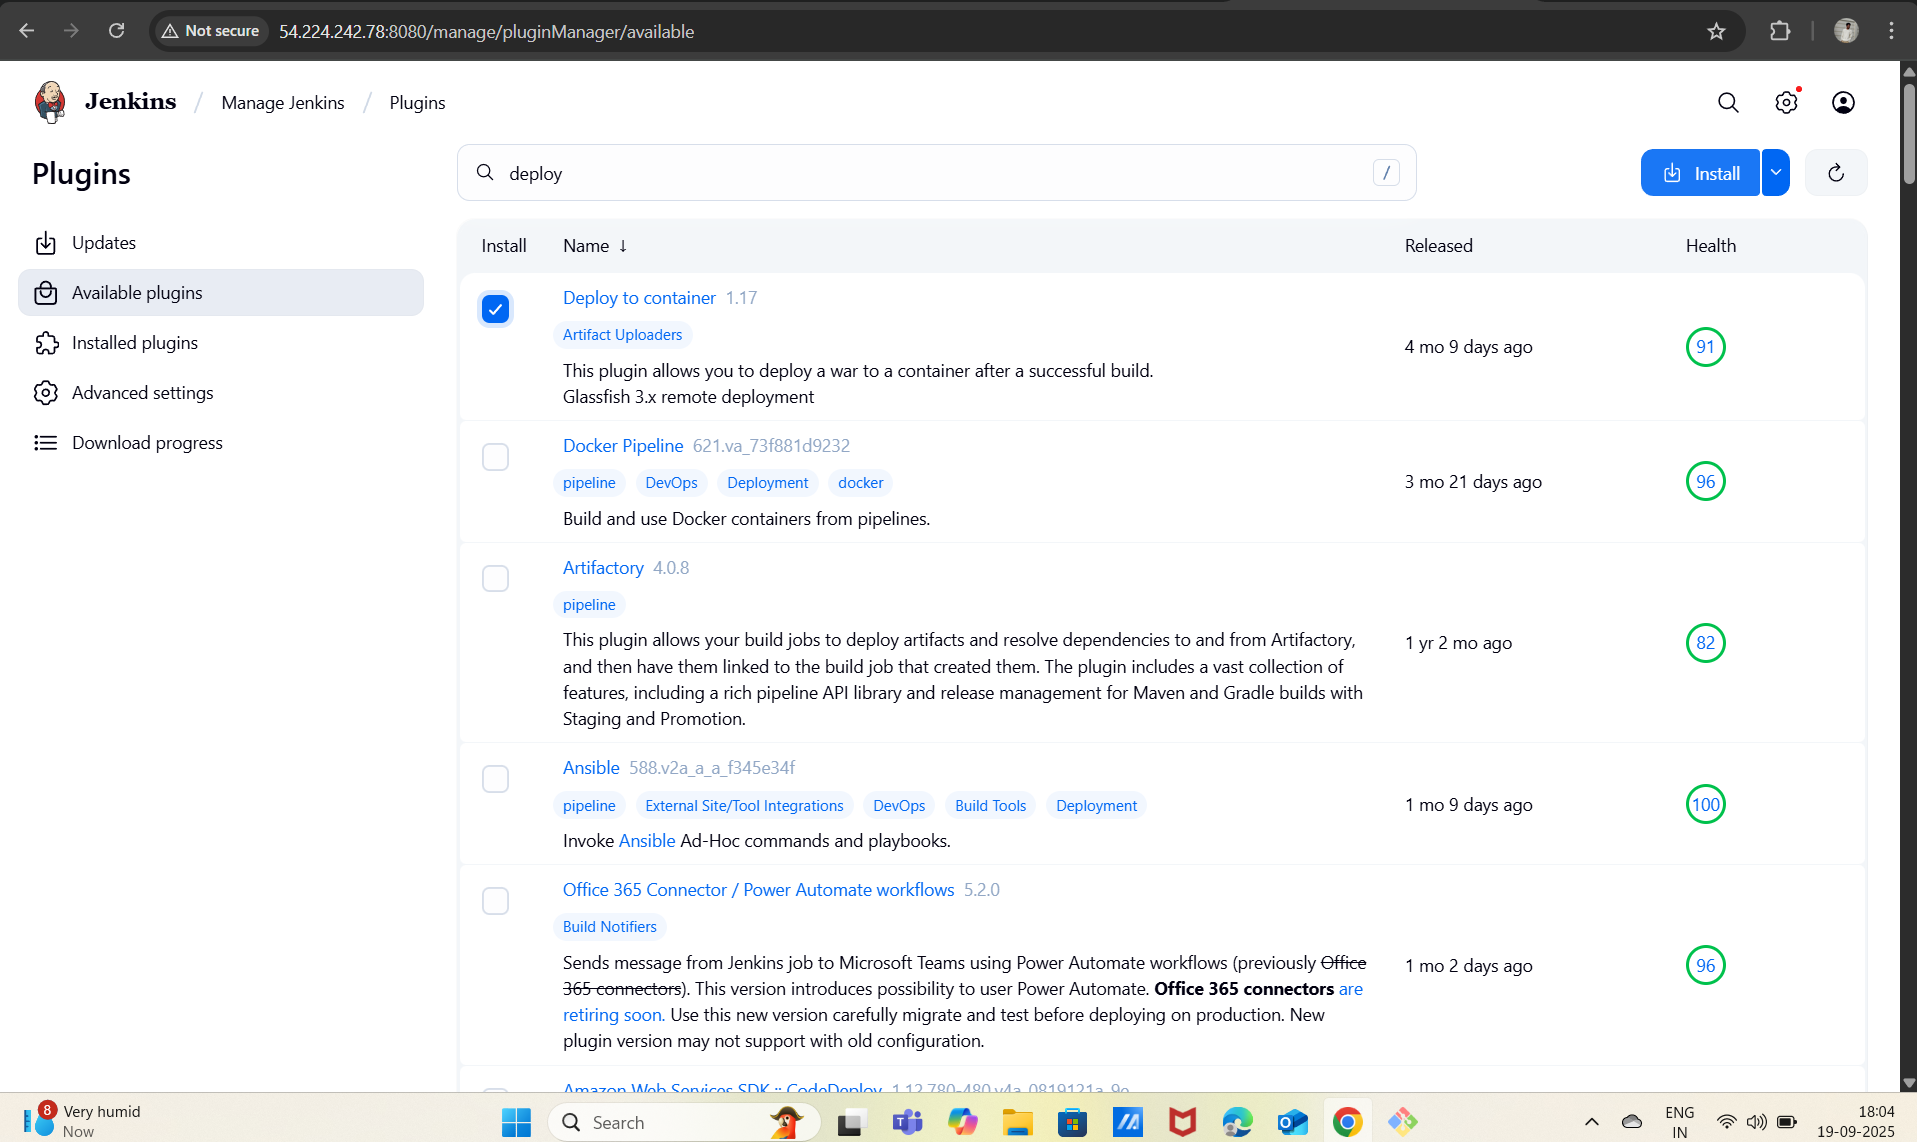 Not secure 54.224.242.78:8080/manage/pluginManager/available
Jenkins / Manage Jenkins / Plugins
Plugins
deploy /
Install
Updates
Available plugins
Installed plugins
Advanced settings
Download progress
Install Name ↓ Released Health
Deploy to container 1.17
Artifact Uploaders
This plugin allows you to deploy a war to a container after a successful build.
Glassfish 3.x remote deployment
4 mo 9 days ago
91
Docker Pipeline 621.va_73f881d9232
pipeline DevOps Deployment docker
Build and use Docker containers from pipelines.
3 mo 21 days ago
96
Artifactory 4.0.8
pipeline
This plugin allows your build jobs to deploy artifacts and resolve dependencies to and from Artifactory,
and then have them linked to the build job that created them. The plugin includes a vast collection of
features, including a rich pipeline API library and release management for Maven and Gradle builds with
Staging and Promotion.
1 yr 2 mo ago
82
Ansible 588.v2a_a_a_f345e34f
pipeline External Site/Tool Integrations DevOps Build Tools Deployment
Invoke Ansible Ad-Hoc commands and playbooks.
1 mo 9 days ago
100
Office 365 Connector / Power Automate workflows 5.2.0
Build Notifiers
Sends message from Jenkins job to Microsoft Teams using Power Automate workflows (previously Office
365 connectors). This version introduces possibility to user Power Automate. Office 365 connectors are
retiring soon. Use this new version carefully migrate and test before deploying on production. New
plugin version may not support with old configuration.
1 mo 2 days ago
96
Amazon Web Services SDK :: CodeDeploy 1.12.780-480.v4a_0819121a_9e
8
Very humid
Now
Search
ENG
IN
18:04
19-09-2025